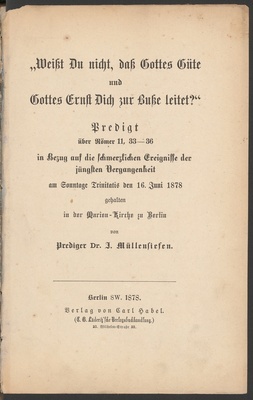 „Weißt Du nicht, daß Gottes Güte
und
Gottes Ernst Dich zur Buße leitet?“
Predigt
über Römer 11, 33—36
in Bezug auf die schmerzlichen Ereignisse der
jüngsten Vergangenheit
am Sonntage Trinitatis den 16. Juni 1878
gehalten
in der Marien-Kirche zu Berlin
von
Prediger Dr. J. Müllensiefen.
Berlin SW. 1878.
Verlag von Carl Habel.
(C. G. Lüderitz'sche Verlagsbuchhandlung.)
33. Wilhelm-Straße 33.